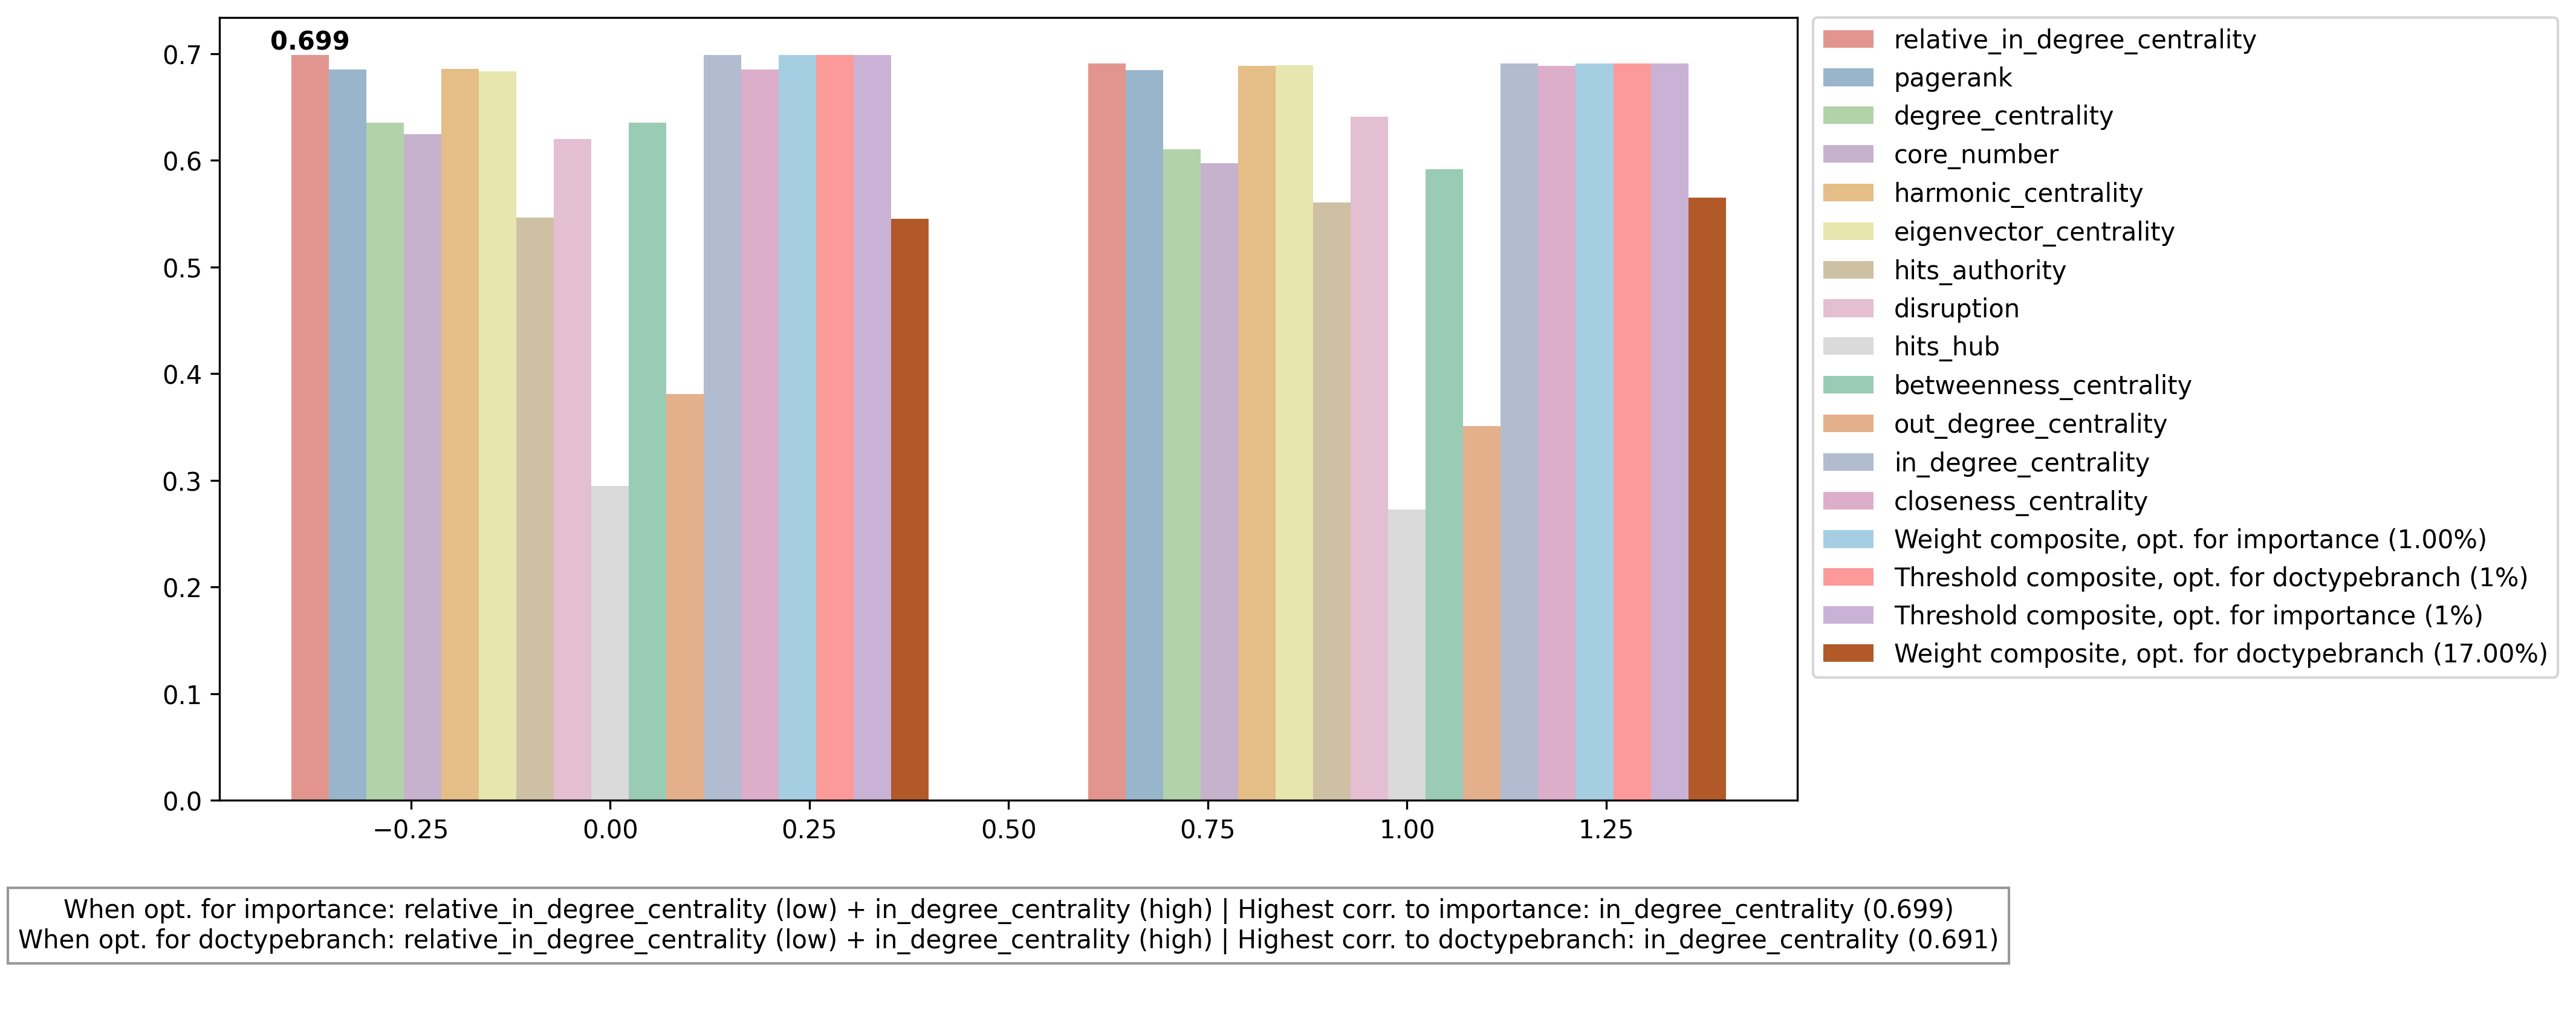 0.699
0.7
0.6
0.5
0.4
0.3
0.2
0.1
0.0
−0.25
0.00
0.25
0.50
0.75
1.00
1.25
relative_in_degree_centrality
pagerank
degree_centrality
core_number
harmonic_centrality
eigenvector_centrality
hits_authority
disruption
hits_hub
betweenness_centrality
out_degree_centrality
in_degree_centrality
closeness_centrality
Weight composite, opt. for importance (1.00%)
Threshold composite, opt. for doctypebranch (1%)
Threshold composite, opt. for importance (1%)
Weight composite, opt. for doctypebranch (17.00%)
When opt. for importance: relative_in_degree_centrality (low) + in_degree_centrality (high) | Highest corr. to importance: in_degree_centrality (0.699)
When opt. for doctypebranch: relative_in_degree_centrality (low) + in_degree_centrality (high) | Highest corr. to doctypebranch: in_degree_centrality (0.691)